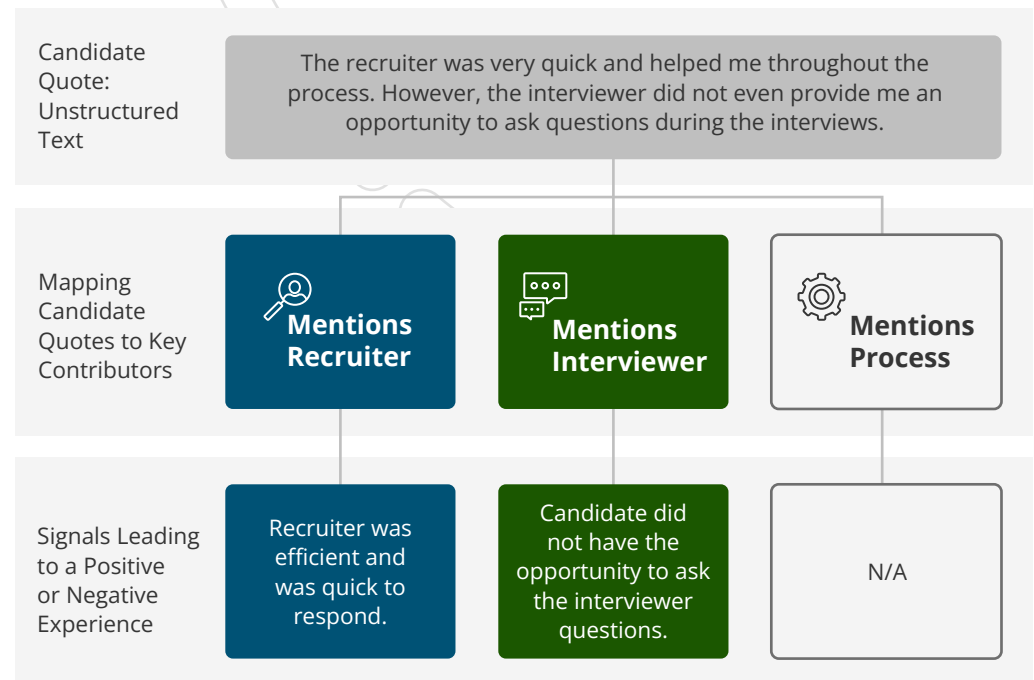 Candidate
Quote:
Unstructured
Text
The recruiter was very quick and helped me throughout the
process. However, the interviewer did not even provide me an
opportunity to ask questions during the interviews.
Mapping
Candidate
Quotes to Key
Contributors
Mentions
Recruiter
Mentions
Interviewer
Mentions
Process
Signals Leading
to a Positive
or Negative
Experience
Recruiter was
efficient and
was quick to
respond.
Candidate did
not have the
opportunity to ask
the interviewer
questions.
N/A